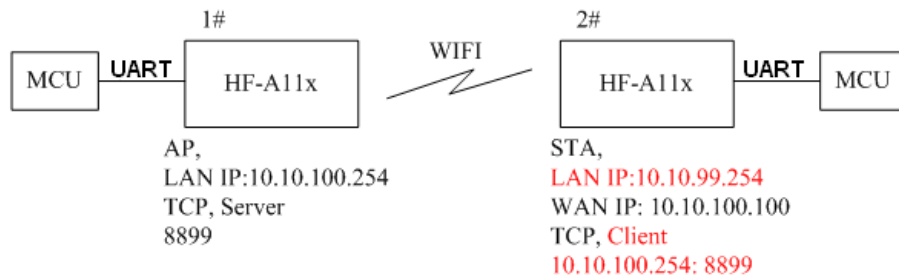 1#
2#
MCU
UART
HF-A11x
WIFI
HF-A11x
UART
MCU
AP,
LAN IP:10.10.100.254
TCP, Server
8899
STA,
LAN IP:10.10.99.254
WAN IP: 10.10.100.100
TCP, Client
10.10.100.254: 8899